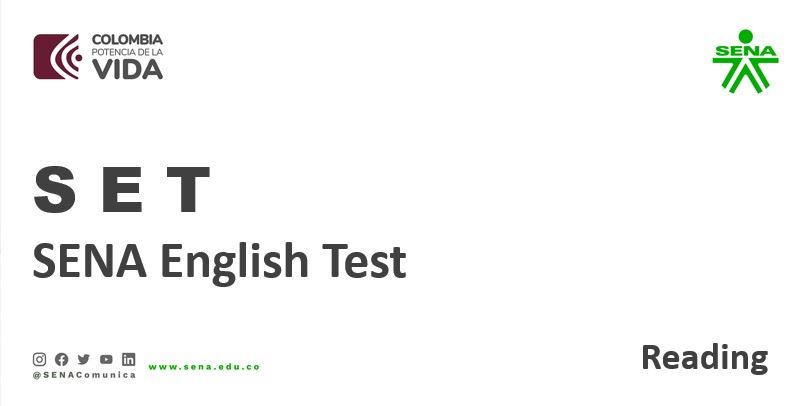 COLOMBIA
POTENCIA DE LA
VIDA
SENA
S E T
SENA English Test
@SENAComunica
www.sena.edu.co
Reading